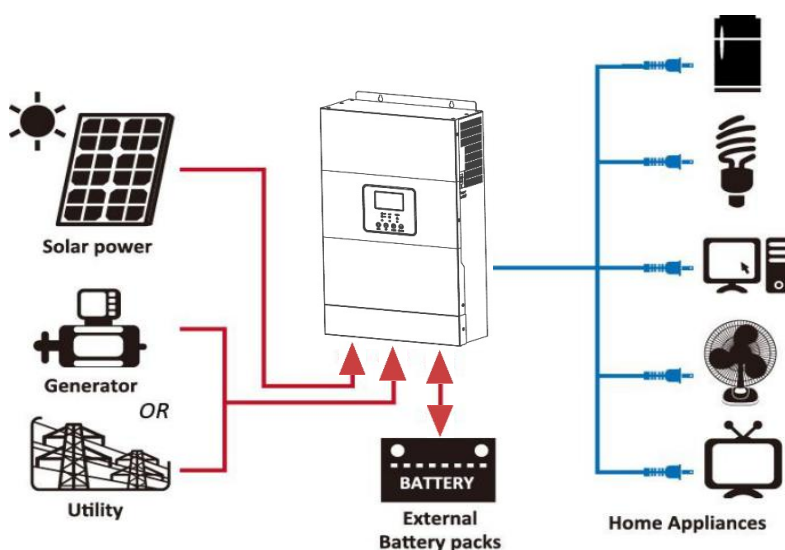 Solar power
Generator
OR
Utility
BATTERY
External
Battery packs
Home Appliances